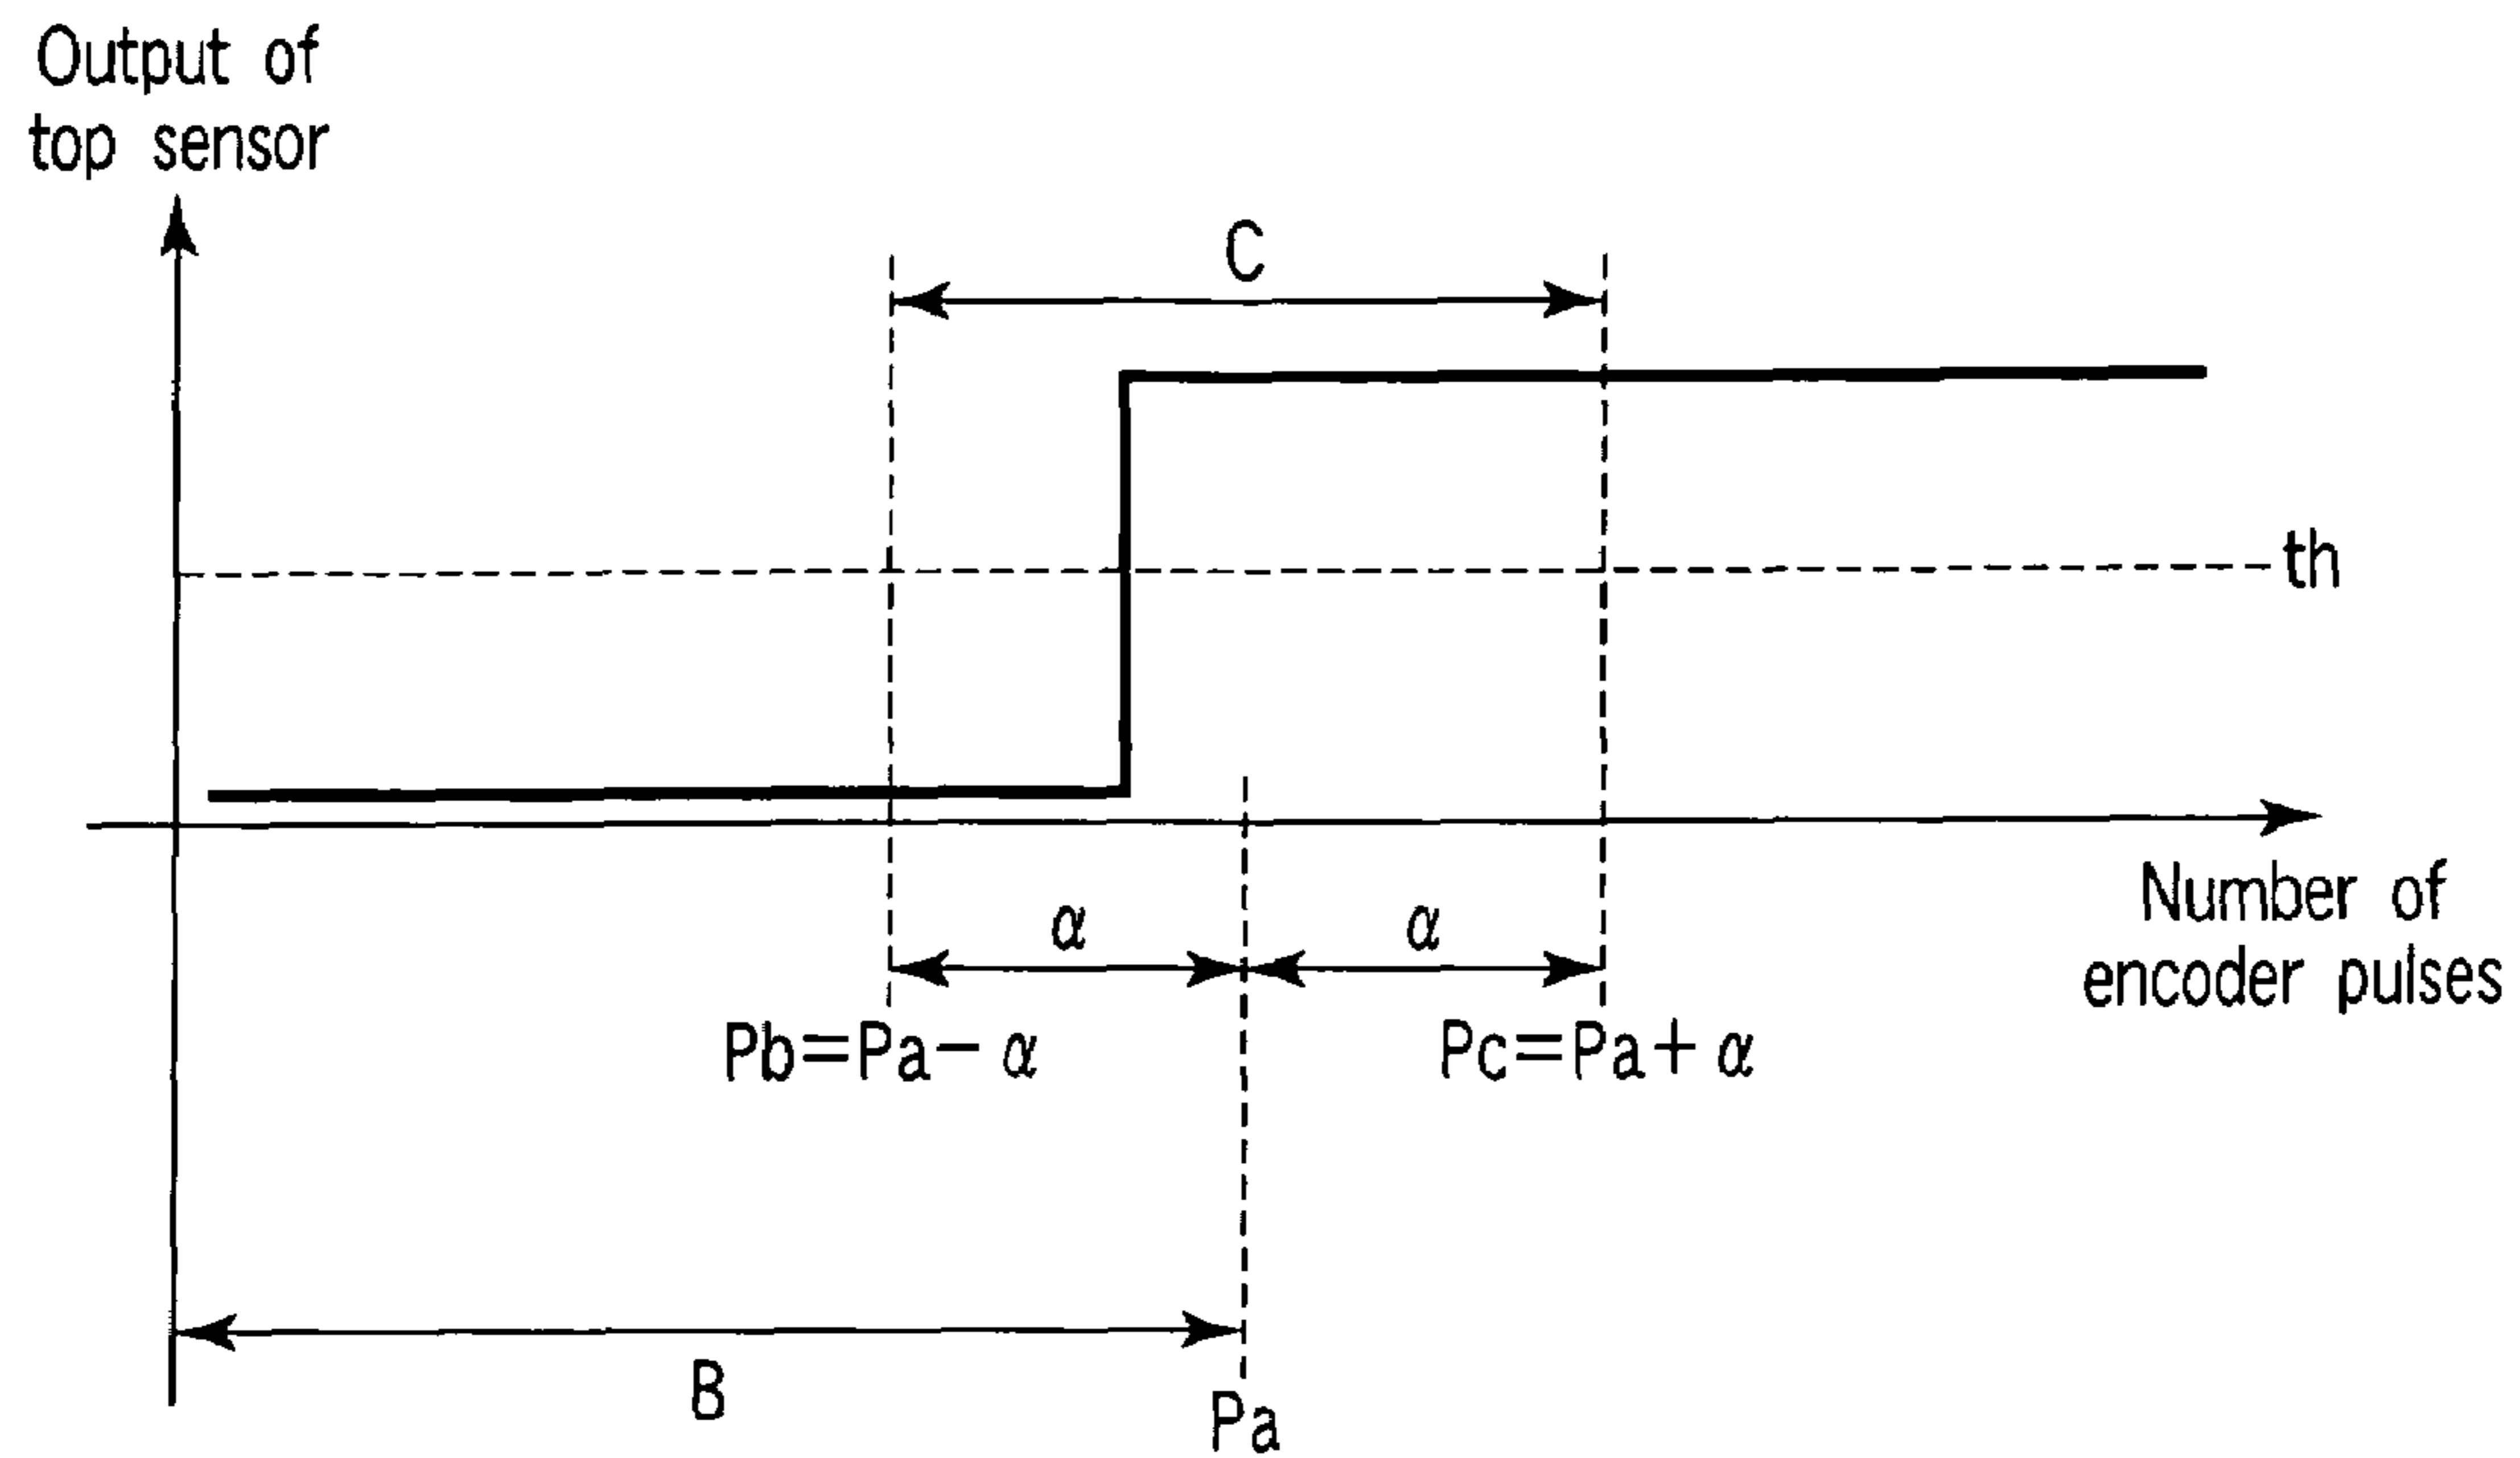 Output of
top sensor
C
th
Number of
encoder pulses
α
α
Pb=Pa-α
Pc=Pa+α
B
Pa